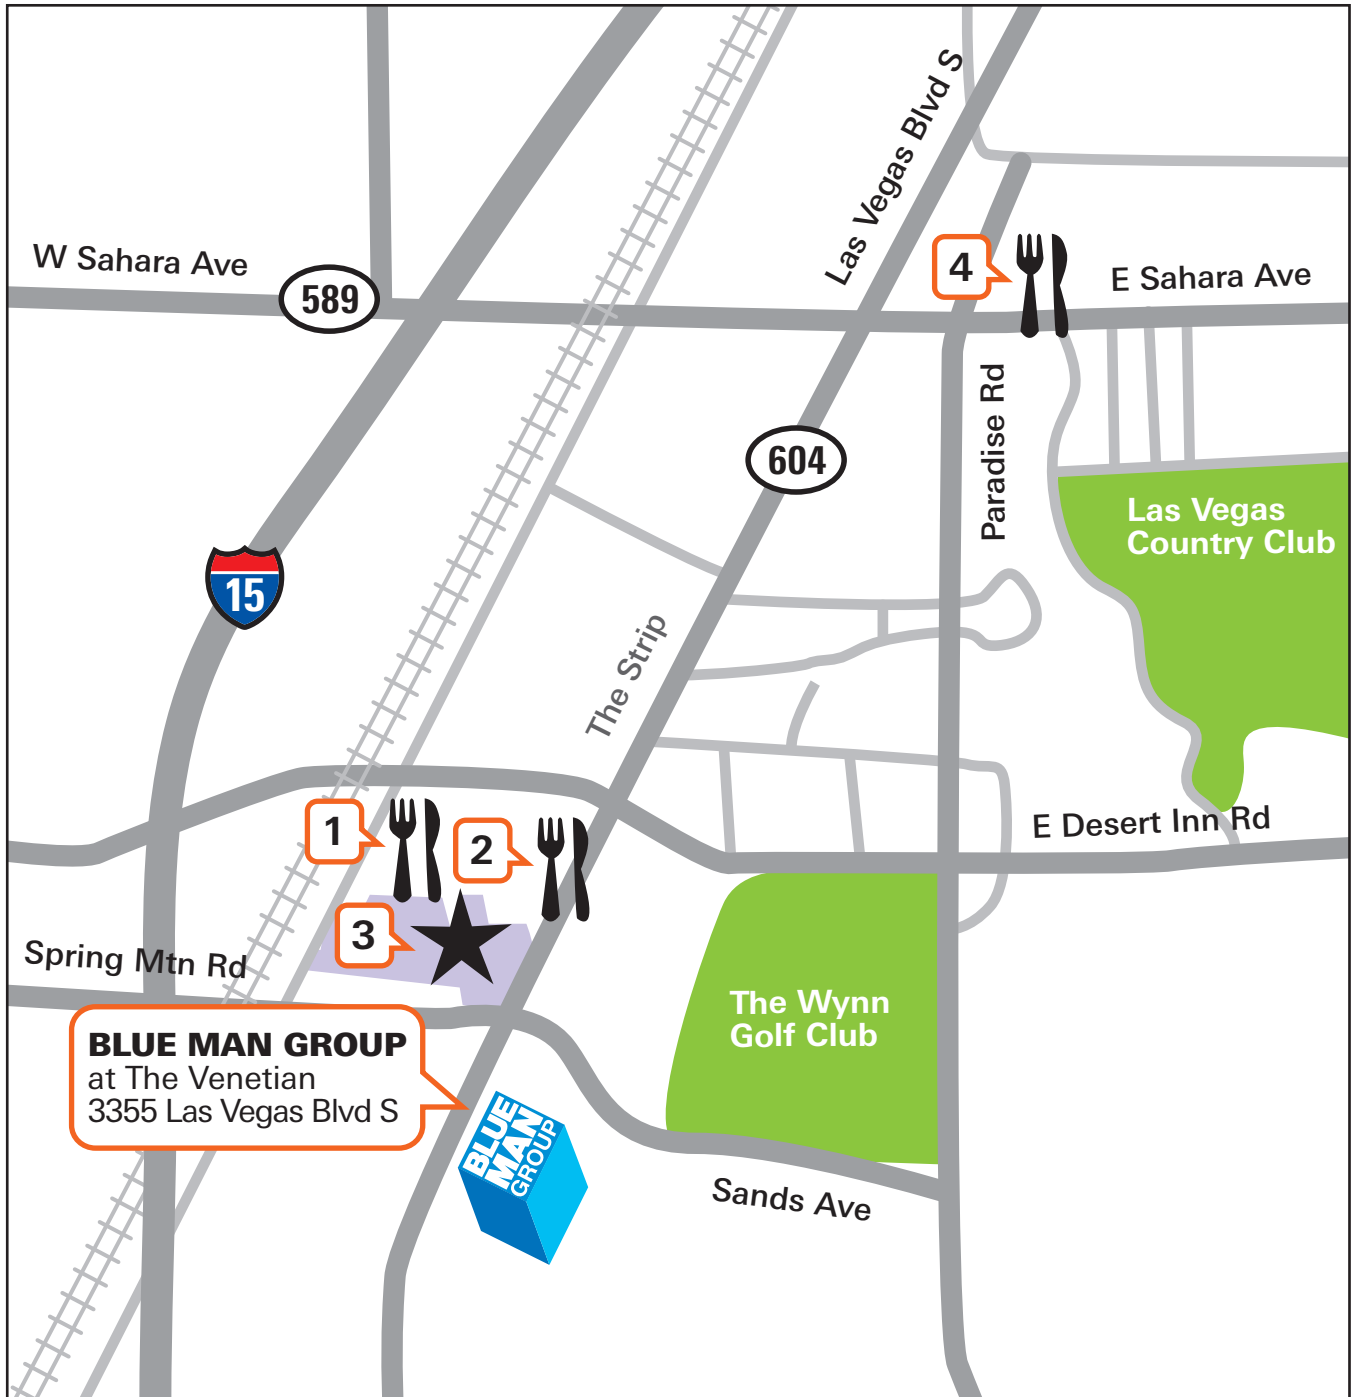 Las Vegas Blvd S
W Sahara Ave
589
4
E Sahara Ave
Paradise Rd
604
Las Vegas
Country Club
15
The Strip
1
2
E Desert Inn Rd
3
Spring Mtn Rd
The Wynn
Golf Club
BLUE MAN GROUP
at The Venetian
3355 Las Vegas Blvd S
BLUE
MAN
GROUP
Sands Ave